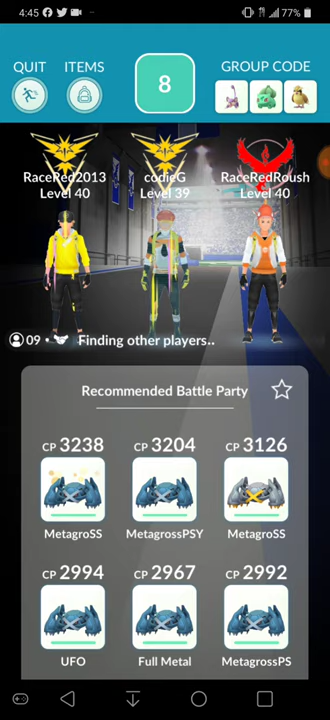 4:45
77%
QUIT
ITEMS
8
GROUP CODE
RaceRed2013
Level 40
codieG
Level 39
RaceRedRoush
Level 40
09 • Finding other players..
Recommended Battle Party
CP 3238
CP 3204
CP 3126
MetagroSS
MetagrossPSY
MetagroSS
CP 2994
CP 2967
CP 2992
UFO
Full Metal
MetagrossPS